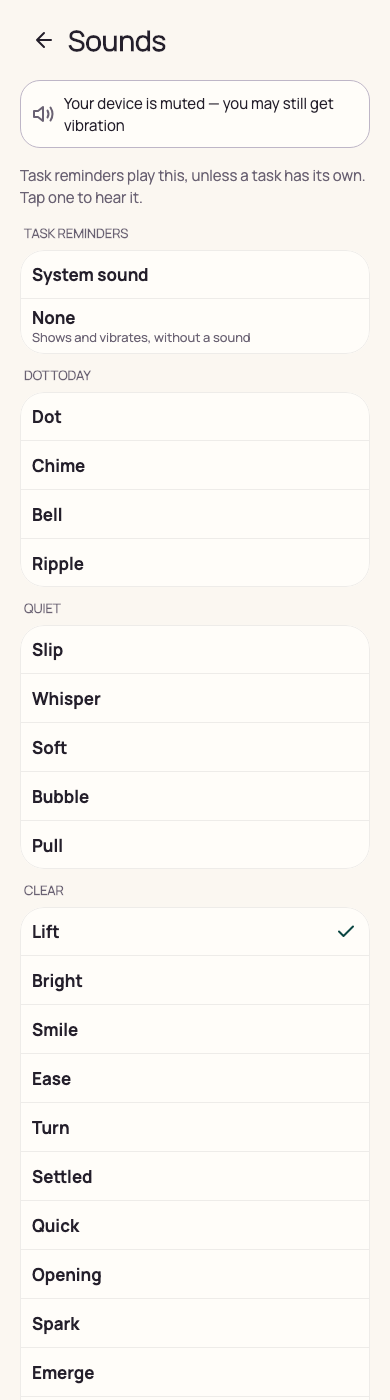 Sounds
Your device is muted — you may still get
vibration
Task reminders play this, unless a task has its own.
Tap one to hear it.
TASK REMINDERS
System sound
None
Shows and vibrates, without a sound
DOTTODAY
Dot
Chime
Bell
Ripple
QUIET
Slip
Whisper
Soft
Bubble
Pull
CLEAR
Lift
Bright
Smile
Ease
Turn
Settled
Quick
Opening
Spark
Emerge